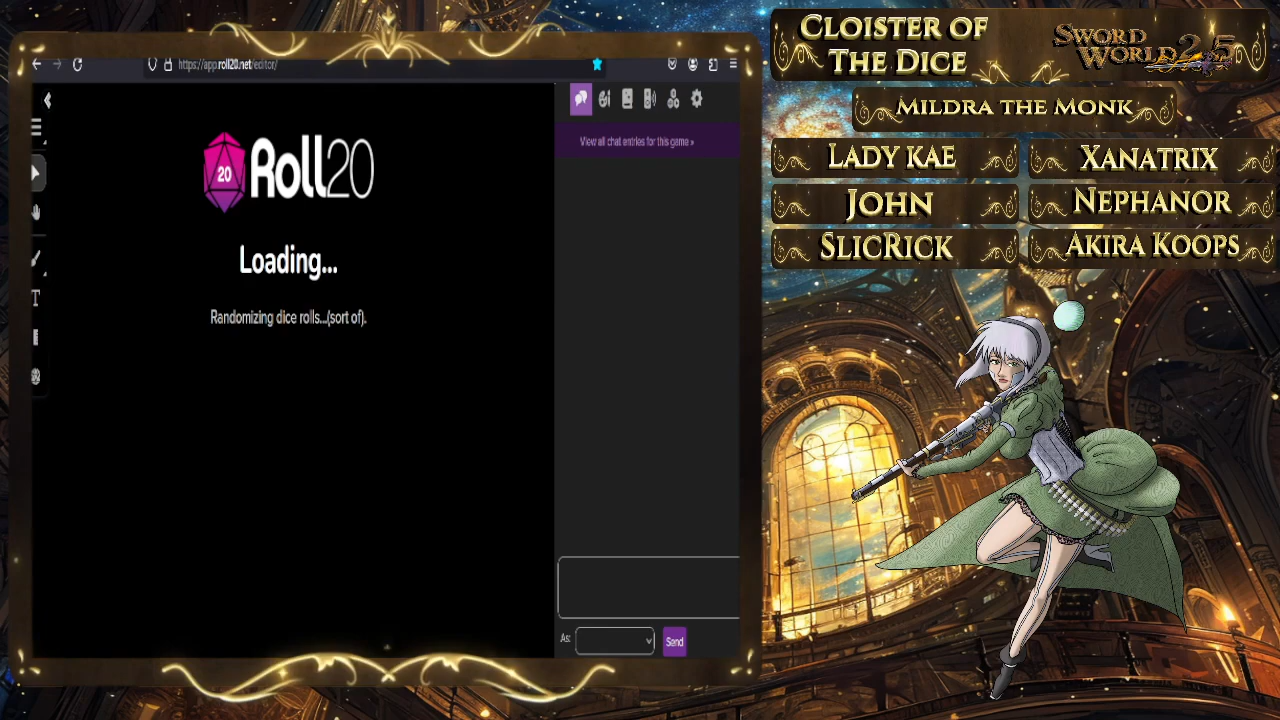 https://app.roll20.net/editor/
View all chat entries for this game »
20
Roll20
Loading...
Randomizing dice rolls...(sort of).
T
As:
Send
Cloister of
The Dice
Sword
World 2.5
Mildra the Monk
Lady Kae
Xanatrix
John
Nephanor
SlicRick
Akira Koops